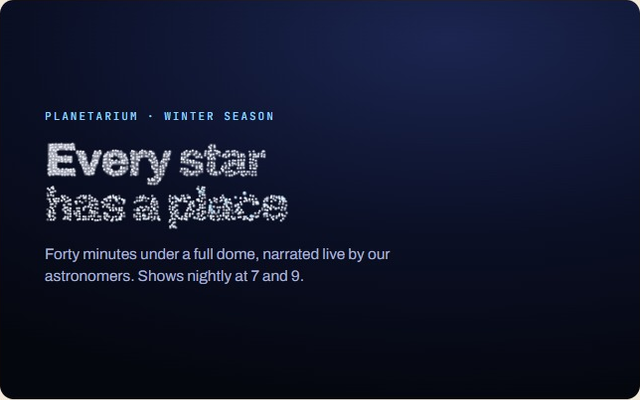 PLANETARIUM · WINTER SEASON
Every star
has a place
Forty minutes under a full dome, narrated live by our
astronomers. Shows nightly at 7 and 9.